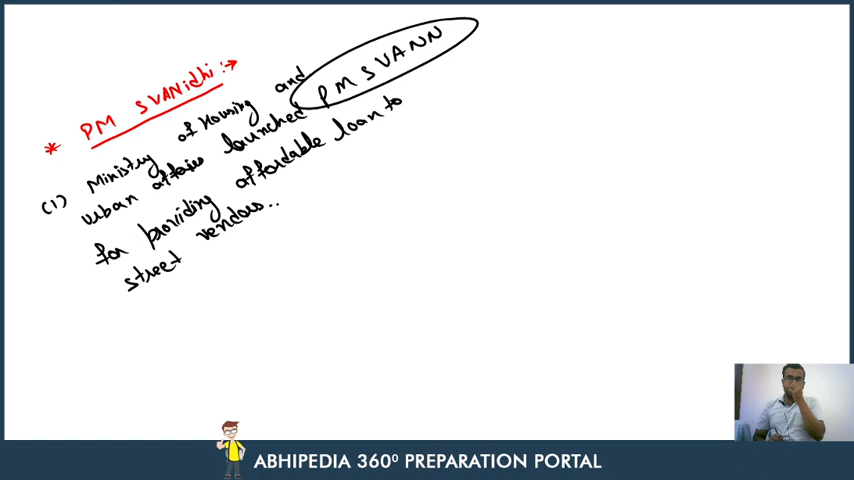 * PM SVANidhi :→
(1) Ministry of Housing and
urban affairs launched PM SVANN
for providing affordable loan to
street vendors..
ABHIPEDIA 360° PREPARATION PORTAL